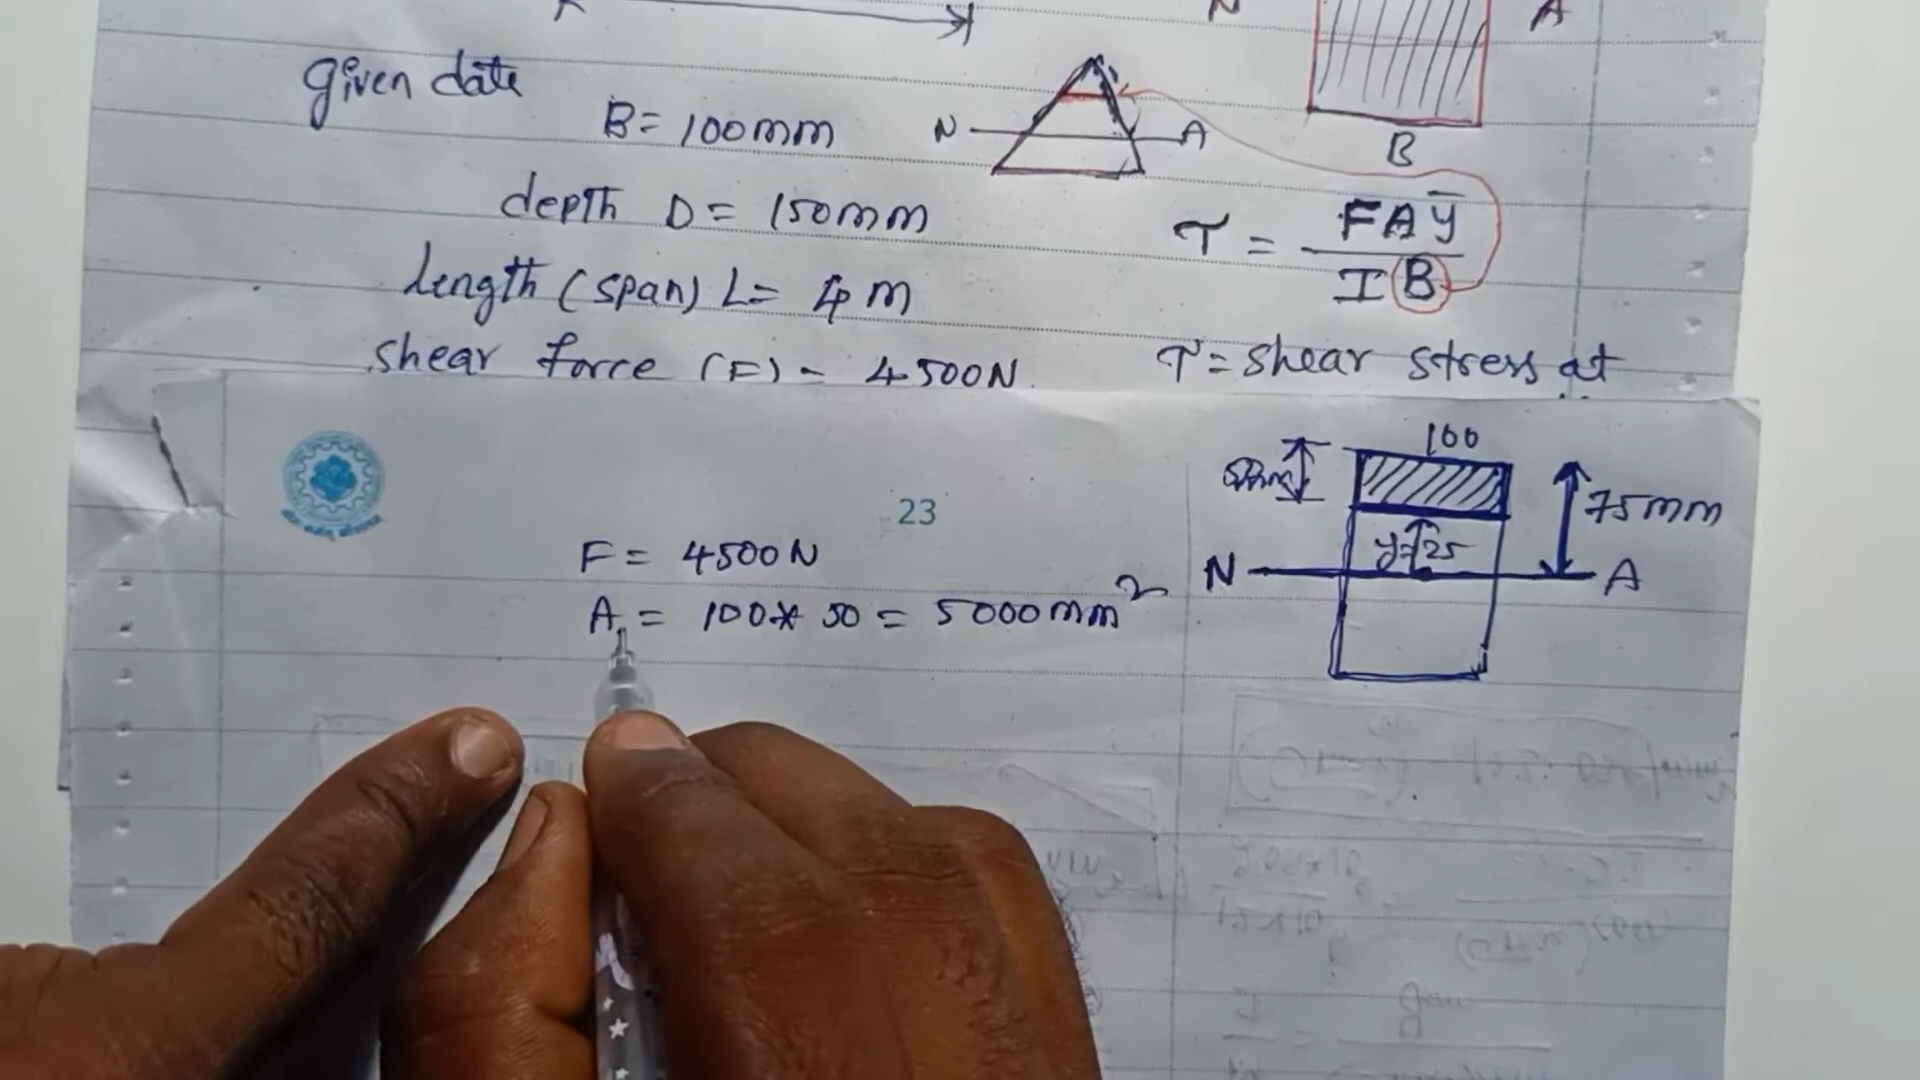 N A
given date
B = 100mm
N A
B
depth D = 150mm
τ = FAȳ / IB
Length (span) L = 4m
shear force (F) = 4500N
τ = shear stress at
100
75mm
23
F = 4500N
y = 25
N A
A = 100 * 50 = 5000mm²